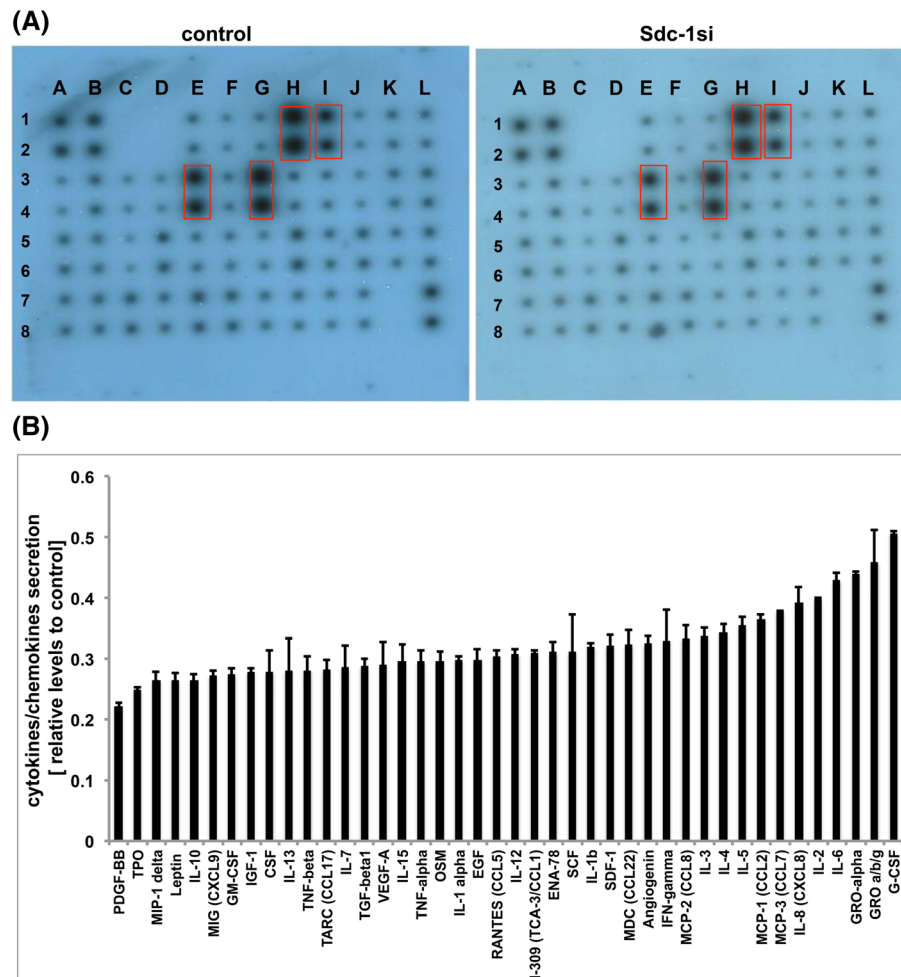 (A)
control Sdc-1si
A B C D E F G H I J K L
1
2
3
4
5
6
7
8
A B C D E F G H I J K L
1
2
3
4
5
6
7
8
(B)
cytokines/chemokines secretion
[ relative levels to control]
0.6
0.5
0.4
0.3
0.2
0.1
0
PDGF-BB
TPO
MIP-1 delta
Leptin
IL-10
MIG (CXCL9)
GM-CSF
IGF-1
CSF
IL-13
TNF-beta
TARC (CCL17)
IL-7
TGF-beta1
VEGF-A
IL-15
TNF-alpha
OSM
IL-1 alpha
EGF
RANTES (CCL5)
IL-12
I-309 (TCA-3/CCL1)
ENA-78
SCF
IL-1b
SDF-1
MDC (CCL22)
Angiogenin
IFN-gamma
MCP-2 (CCL8)
IL-3
IL-4
IL-5
MCP-1 (CCL2)
MCP-3 (CCL7)
IL-8 (CXCL8)
IL-2
IL-6
GRO-alpha
GRO a/b/g
G-CSF